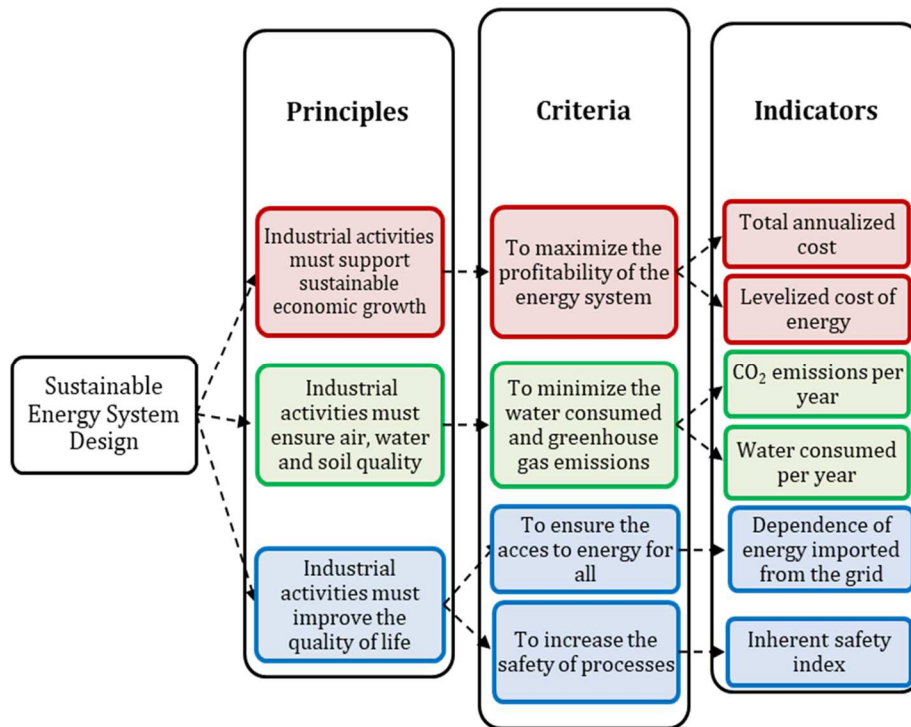 Principles
Criteria
Indicators
Sustainable
Energy System
Design
Industrial activities
must support
sustainable
economic growth
To maximize the
profitability of the
energy system
Total annualized
cost
Levelized cost of
energy
Industrial
activities must
ensure air, water
and soil quality
To minimize the
water consumed
and greenhouse
gas emissions
CO₂ emissions per
year
Water consumed
per year
Industrial
activities must
improve the
quality of life
To ensure the
acces to energy for
all
Dependence of
energy imported
from the grid
To increase the
safety of processes
Inherent safety
index